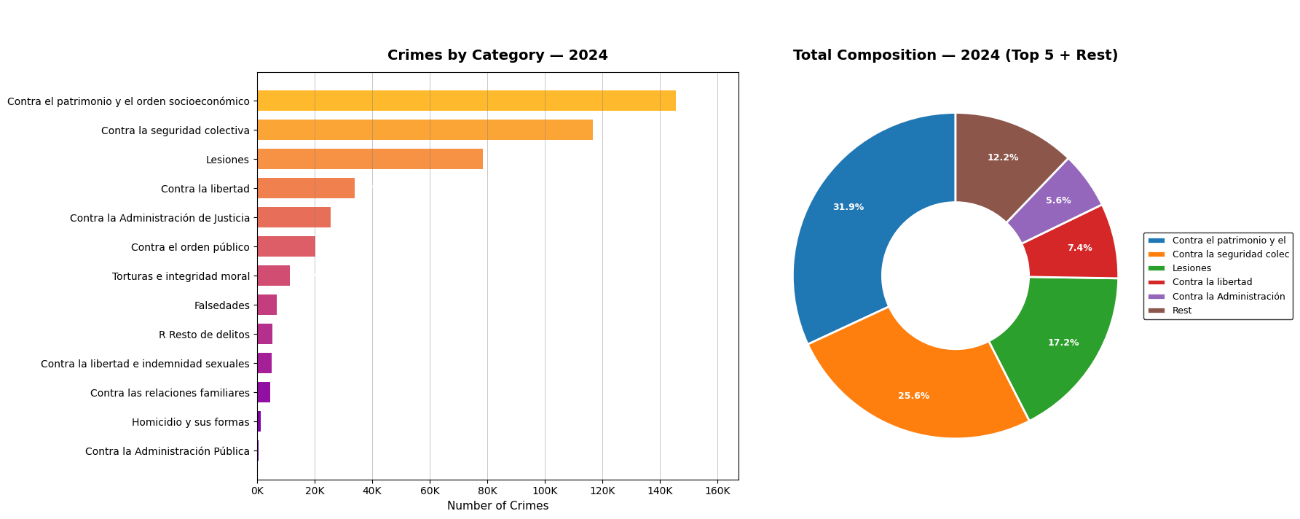 Crimes by Category — 2024
Contra el patrimonio y el orden socioeconómico
Contra la seguridad colectiva
Lesiones
Contra la libertad
Contra la Administración de Justicia
Contra el orden público
Torturas e integridad moral
Falsedades
R Resto de delitos
Contra la libertad e indemnidad sexuales
Contra las relaciones familiares
Homicidio y sus formas
Contra la Administración Pública
0K 20K 40K 60K 80K 100K 120K 140K 160K
Number of Crimes
Total Composition — 2024 (Top 5 + Rest)
12.2%
5.6%
31.9%
7.4%
17.2%
25.6%
Contra el patrimonio y el
Contra la seguridad colec
Lesiones
Contra la libertad
Contra la Administración
Rest